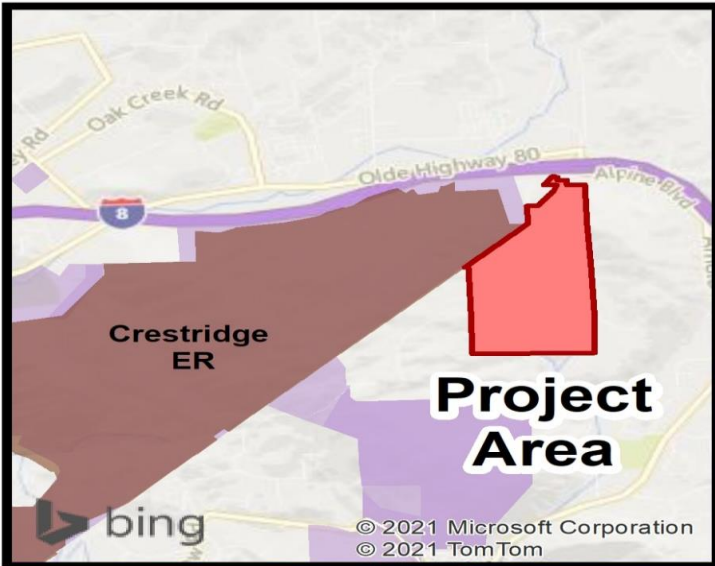 Oak Creek Rd
ey Rd
Olde Highway 80
Alpine Blvd
8
Crestridge
ER
Project
Area
bing
© 2021 Microsoft Corporation
© 2021 TomTom